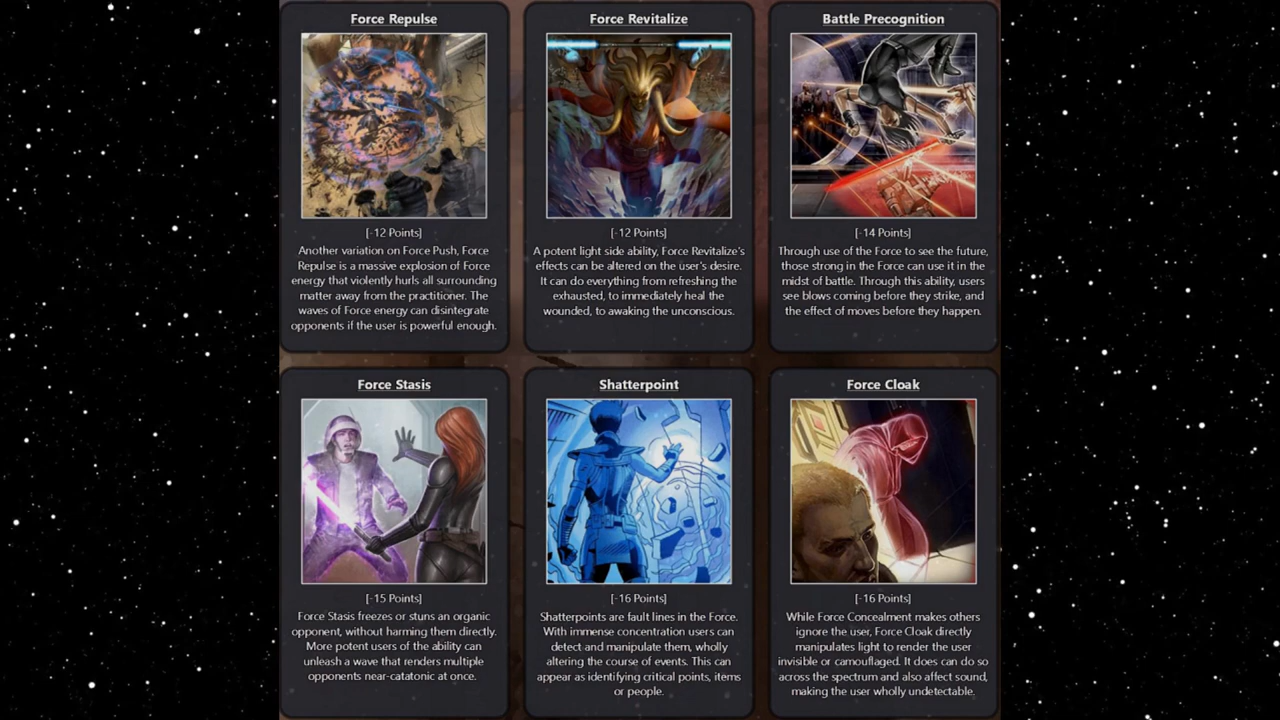 Force Repulse
[-12 Points]
Another variation on Force Push, Force
Repulse is a massive explosion of Force
energy that violently hurls all surrounding
matter away from the practitioner. The
waves of Force energy can disintegrate
opponents if the user is powerful enough.
Force Revitalize
[-12 Points]
A potent light side ability, Force Revitalize's
effects can be altered on the user's desire.
It can do everything from refreshing the
exhausted, to immediately heal the
wounded, to awaking the unconscious.
Battle Precognition
[-14 Points]
Through use of the Force to see the future,
those strong in the Force can use it in the
midst of battle. Through this ability, users
see blows coming before they strike, and
the effect of moves before they happen.
Force Stasis
[-15 Points]
Force Stasis freezes or stuns an organic
opponent, without harming them directly.
More potent users of the ability can
unleash a wave that renders multiple
opponents near-catatonic at once.
Shatterpoint
[-16 Points]
Shatterpoints are fault lines in the Force.
With immense concentration users can
detect and manipulate them, wholly
altering the course of events. This can
appear as identifying critical points, items
or people.
Force Cloak
[-16 Points]
While Force Concealment makes others
ignore the user, Force Cloak directly
manipulates light to render the user
invisible or camouflaged. It does can do so
across the spectrum and also affect sound,
making the user wholly undetectable.